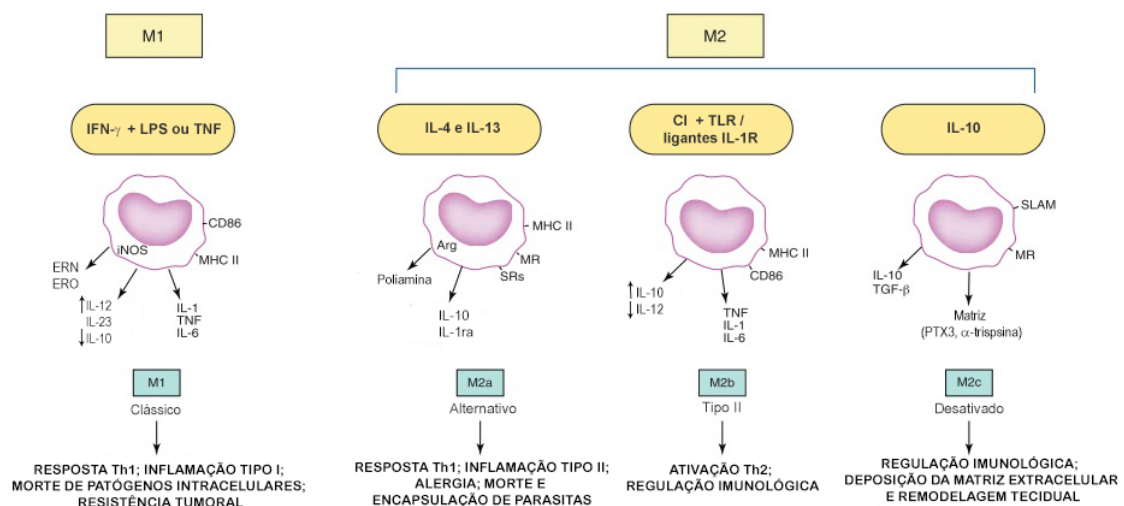 M1
M2
IFN-γ + LPS ou TNF
IL-4 e IL-13
CI + TLR /
ligantes IL-1R
IL-10
CD86
iNOS
MHC II
ERN
ERO
↑ IL-12
IL-23
↓ IL-10
IL-1
TNF
IL-6
MHC II
Arg
MR
SRs
Poliamina
IL-10
IL-1ra
MHC II
CD86
↑ IL-10
↓ IL-12
TNF
IL-1
IL-6
SLAM
MR
IL-10
TGF-β
Matriz
(PTX3, α-trispsina)
M1
Clássico
M2a
Alternativo
M2b
Tipo II
M2c
Desativado
RESPOSTA Th1; INFLAMAÇÃO TIPO I;
MORTE DE PATÓGENOS INTRACELULARES;
RESISTÊNCIA TUMORAL
RESPOSTA Th1; INFLAMAÇÃO TIPO II;
ALERGIA; MORTE E
ENCAPSULAÇÃO DE PARASITAS
ATIVAÇÃO Th2;
REGULAÇÃO IMUNOLÓGICA
REGULAÇÃO IMUNOLÓGICA;
DEPOSIÇÃO DA MATRIZ EXTRACELULAR
E REMODELAGEM TECIDUAL